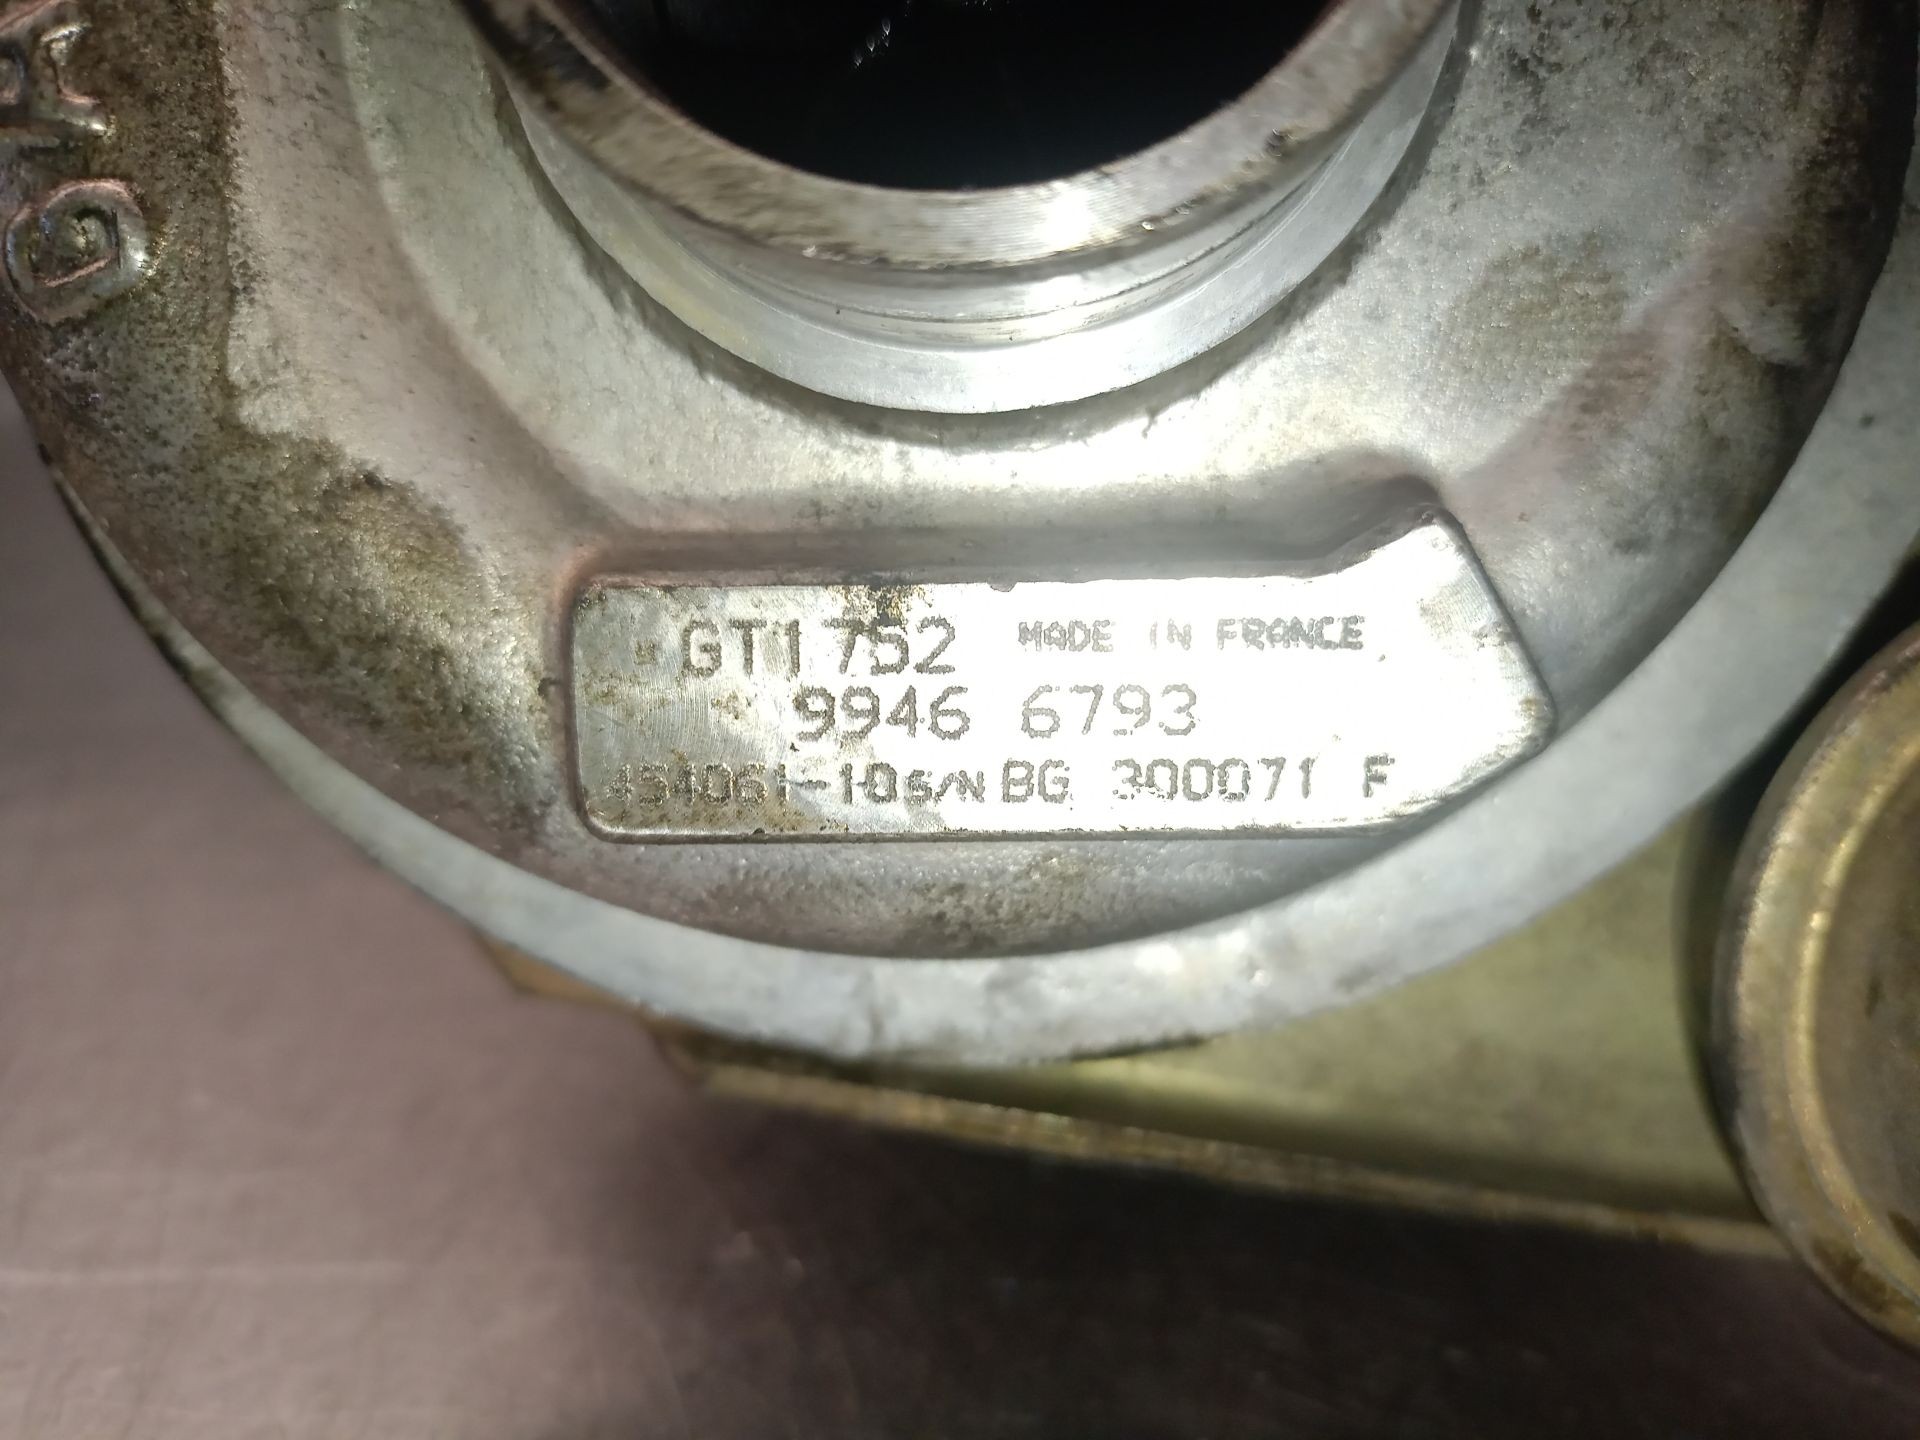 GT1752 MADE IN FRANCE
9946 6793
454061-10 S/N BG 300071 F